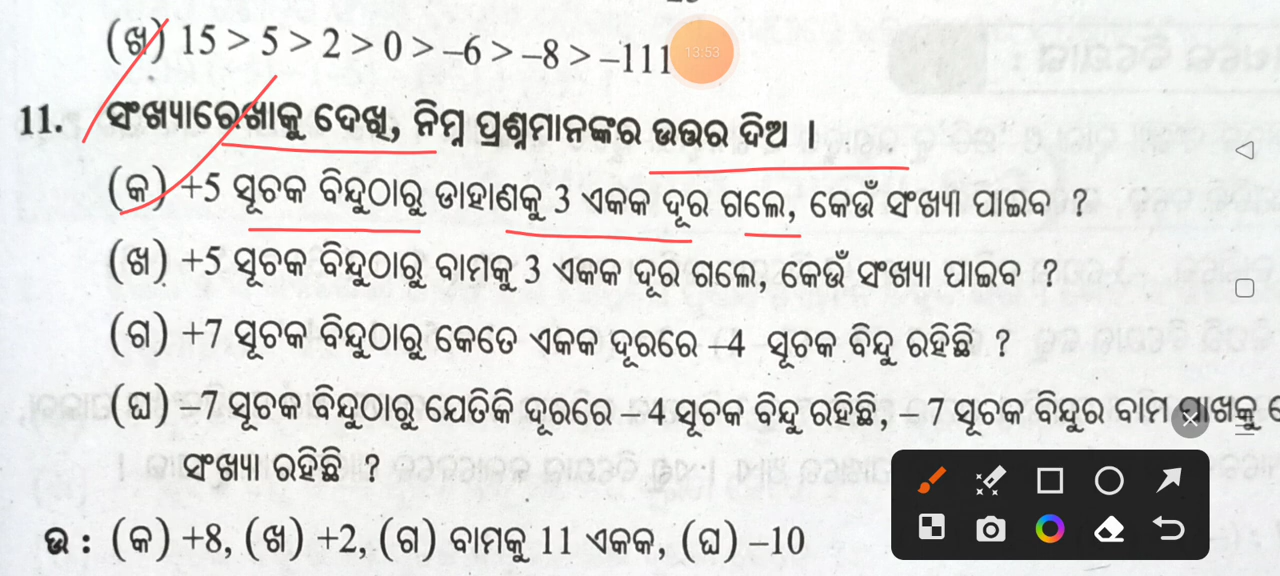 (ଖ) 15 > 5 > 2 > 0 > –6 > –8 > –111
13:53
11. ସଂଖ୍ୟାରେଖାକୁ ଦେଖି, ନିମ୍ନ ପ୍ରଶ୍ନମାନଙ୍କର ଉତ୍ତର ଦିଅ ।
(କ) +5 ସୂଚକ ବିନ୍ଦୁଠାରୁ ଡାହାଣକୁ 3 ଏକକ ଦୂର ଗଲେ, କେଉଁ ସଂଖ୍ୟା ପାଇବ ?
(ଖ) +5 ସୂଚକ ବିନ୍ଦୁଠାରୁ ବାମକୁ 3 ଏକକ ଦୂର ଗଲେ, କେଉଁ ସଂଖ୍ୟା ପାଇବ ?
(ଗ) +7 ସୂଚକ ବିନ୍ଦୁଠାରୁ କେତେ ଏକକ ଦୂରରେ –4 ସୂଚକ ବିନ୍ଦୁ ରହିଛି ?
(ଘ) –7 ସୂଚକ ବିନ୍ଦୁଠାରୁ ଯେତିକି ଦୂରରେ –4 ସୂଚକ ବିନ୍ଦୁ ରହିଛି, –7 ସୂଚକ ବିନ୍ଦୁର ବାମ ପାଖକୁ
ସଂଖ୍ୟା ରହିଛି ?
ଉ : (କ) +8, (ଖ) +2, (ଗ) ବାମକୁ 11 ଏକକ, (ଘ) –10